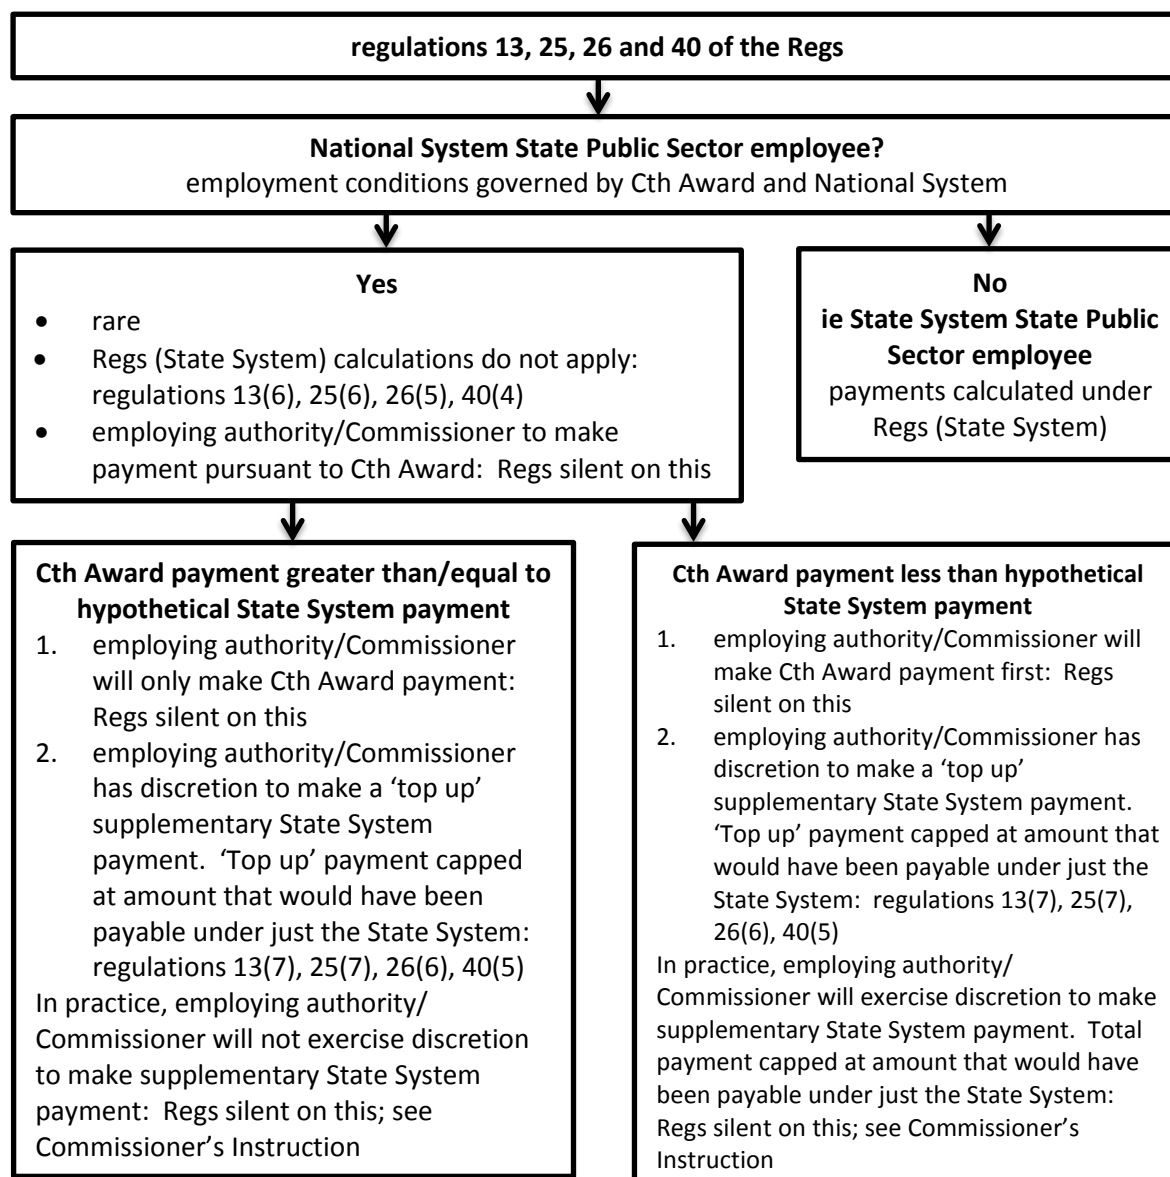 regulations 13, 25, 26 and 40 of the Regs
National System State Public Sector employee?
employment conditions governed by Cth Award and National System
Yes
• rare
• Regs (State System) calculations do not apply:
regulations 13(6), 25(6), 26(5), 40(4)
• employing authority/Commissioner to make
payment pursuant to Cth Award: Regs silent on this
No
ie State System State Public
Sector employee
payments calculated under
Regs (State System)
Cth Award payment greater than/equal to
hypothetical State System payment
1. employing authority/Commissioner
will only make Cth Award payment:
Regs silent on this
2. employing authority/Commissioner
has discretion to make a ‘top up’
supplementary State System
payment. ‘Top up’ payment capped
at amount that would have been
payable under just the State System:
regulations 13(7), 25(7), 26(6), 40(5)
In practice, employing authority/
Commissioner will not exercise discretion
to make supplementary State System
payment: Regs silent on this; see
Commissioner’s Instruction
Cth Award payment less than hypothetical
State System payment
1. employing authority/Commissioner will
make Cth Award payment first: Regs
silent on this
2. employing authority/Commissioner has
discretion to make a ‘top up’
supplementary State System payment.
‘Top up’ payment capped at amount that
would have been payable under just the
State System: regulations 13(7), 25(7),
26(6), 40(5)
In practice, employing authority/
Commissioner will exercise discretion to make
supplementary State System payment. Total
payment capped at amount that would have
been payable under just the State System:
Regs silent on this; see Commissioner’s
Instruction